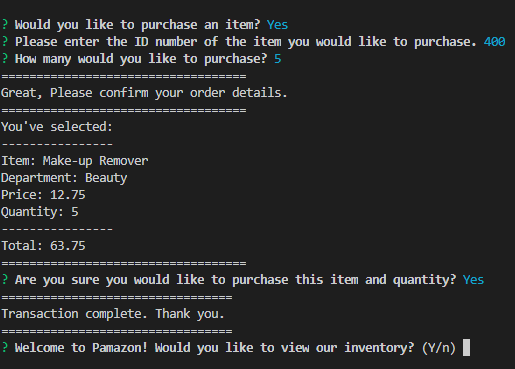 ? Would you like to purchase an item? Yes
? Please enter the ID number of the item you would like to purchase. 400
? How many would you like to purchase? 5
===================================
Great, Please confirm your order details.
===================================
You've selected:
----------------
Item: Make-up Remover
Department: Beauty
Price: 12.75
Quantity: 5
----------------
Total: 63.75
===================================
? Are you sure you would like to purchase this item and quantity? Yes
=================================
Transaction complete. Thank you.
=================================
? Welcome to Pamazon! Would you like to view our inventory? (Y/n)